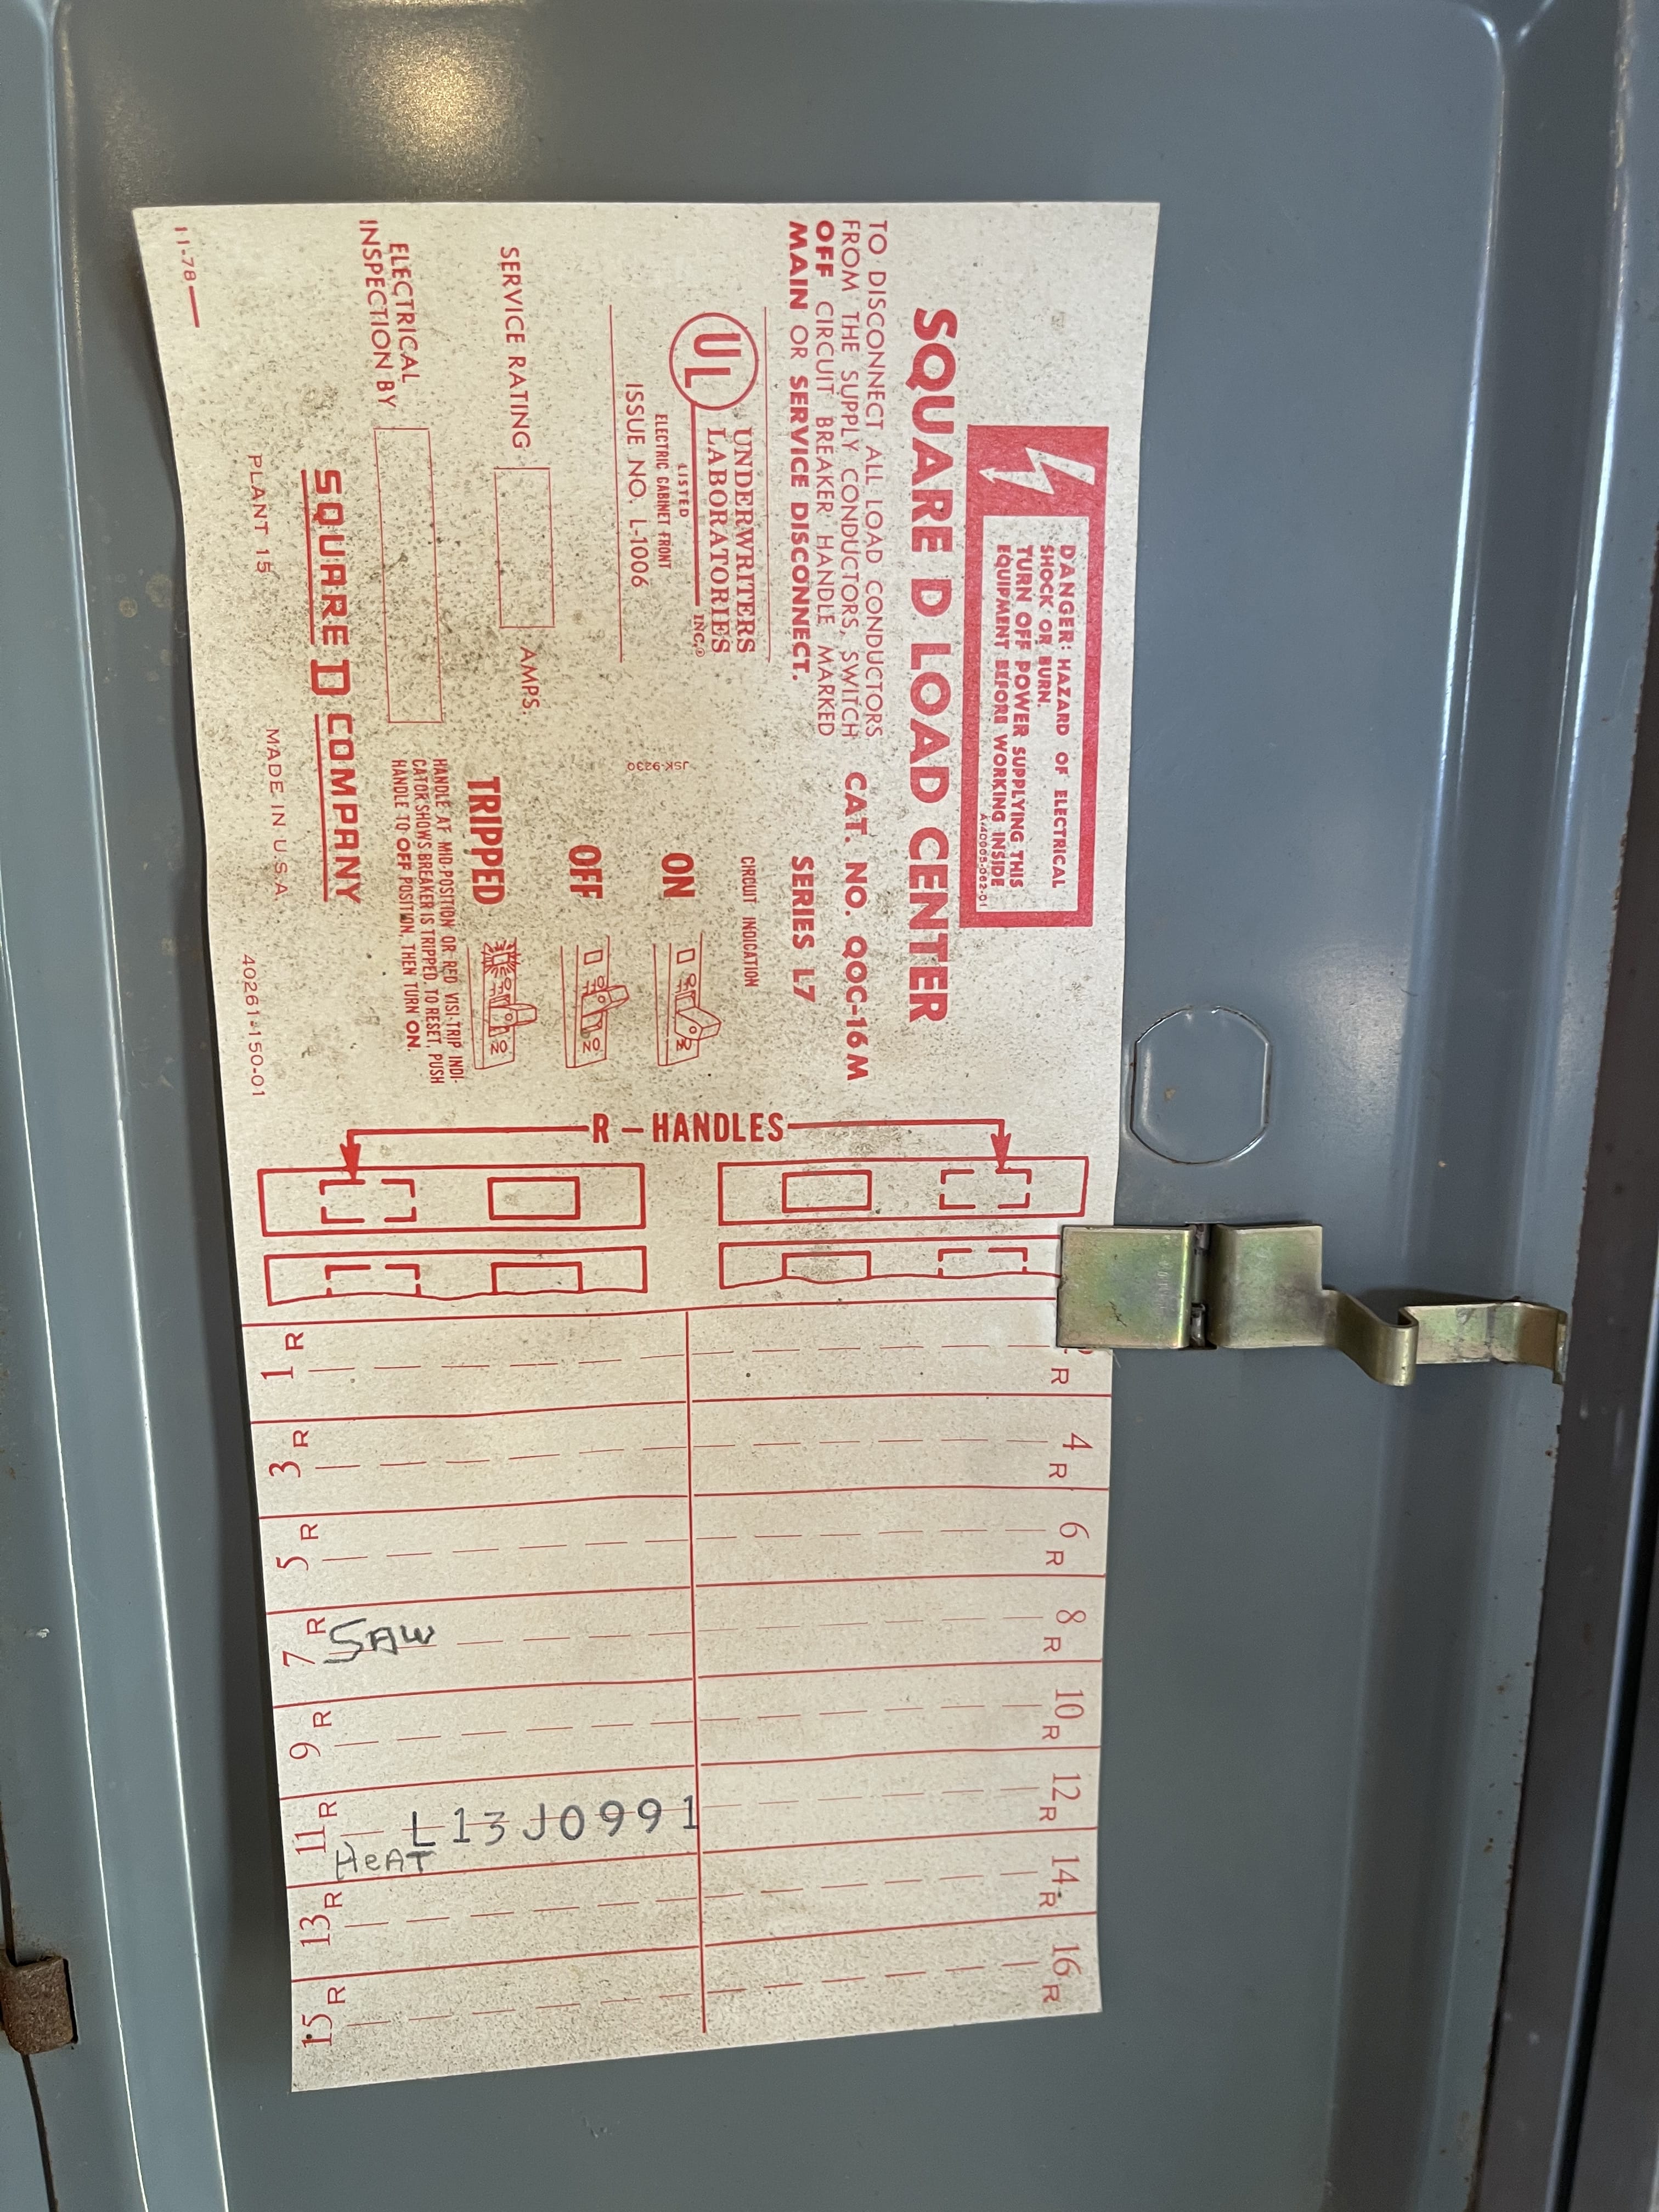 DANGER: HAZARD OF ELECTRICAL
SHOCK OR BURN.
TURN OFF POWER SUPPLYING THIS
EQUIPMENT BEFORE WORKING INSIDE
A40005-062-01
SQUARE D LOAD CENTER
TO DISCONNECT ALL LOAD CONDUCTORS
FROM THE SUPPLY CONDUCTORS, SWITCH
OFF CIRCUIT BREAKER HANDLE MARKED
MAIN OR SERVICE DISCONNECT.
CAT. NO. QOC-16M
SERIES L7
UL
UNDERWRITERS
LABORATORIES INC.®
LISTED
ELECTRIC CABINET FRONT
ISSUE NO. L-1006
JSK-9230
CIRCUIT INDICATION
ON
OFF
TRIPPED
HANDLE AT MID-POSITION OR RED VISI-TRIP INDI-
CATOR SHOWS BREAKER IS TRIPPED. TO RESET PUSH
HANDLE TO OFF POSITION, THEN TURN ON.
SERVICE RATING AMPS.
ELECTRICAL
INSPECTION BY
SQUARE D COMPANY
11-78
PLANT 15
MADE IN U.S.A.
40261-150-01
R – HANDLES
1 R
R
3 R
4 R
5 R
6 R
7 R SAW
8 R
9 R
10 R
11 R L13J0991
HeAT
12 R
13 R
14 R
15 R
16 R